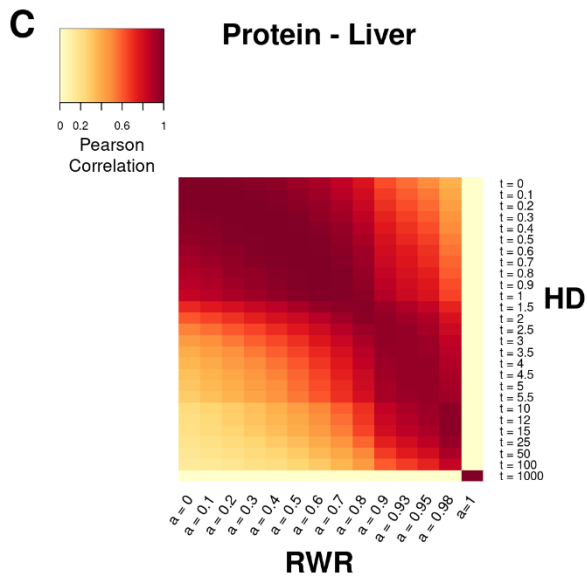 C
Protein - Liver
0 0.2 0.6 1
Pearson
Correlation
t = 0
t = 0.1
t = 0.2
t = 0.3
t = 0.4
t = 0.5
t = 0.6
t = 0.7
t = 0.8
t = 0.9
t = 1
t = 1.5
t = 2
t = 2.5
t = 3
t = 3.5
t = 4
t = 4.5
t = 5
t = 5.5
t = 10
t = 12
t = 15
t = 25
t = 50
t = 100
t = 1000
HD
a = 0
a = 0.1
a = 0.2
a = 0.3
a = 0.4
a = 0.5
a = 0.6
a = 0.7
a = 0.8
a = 0.9
a = 0.93
a = 0.95
a = 0.98
a=1
RWR